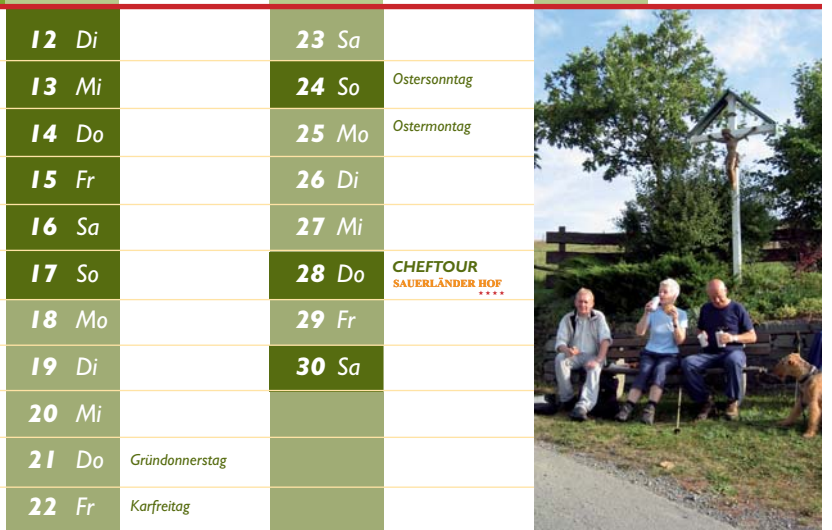 12 Di
13 Mi
14 Do
15 Fr
16 Sa
17 So
18 Mo
19 Di
20 Mi
21 Do Gründonnerstag
22 Fr Karfreitag
23 Sa
24 So Ostersonntag
25 Mo Ostermontag
26 Di
27 Mi
28 Do CHEFTOUR
SAUERLÄNDER HOF
29 Fr
30 Sa